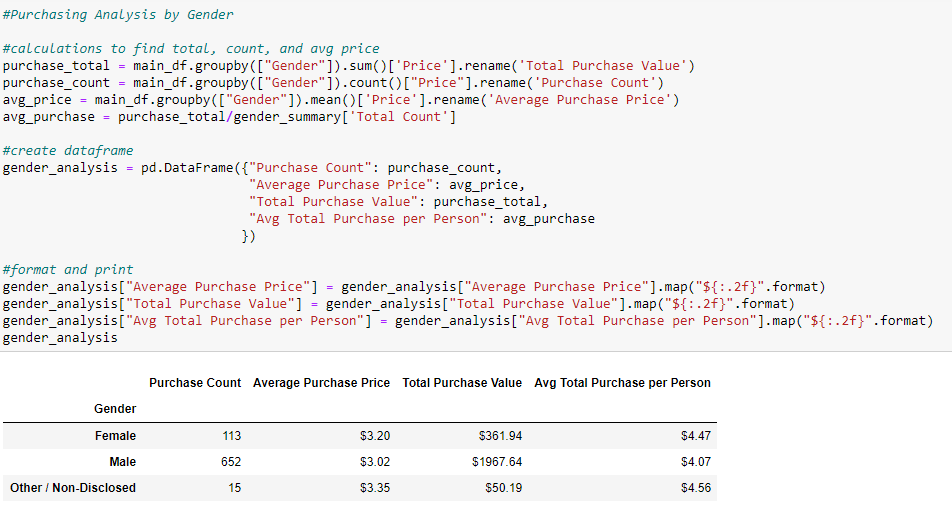 #Purchasing Analysis by Gender
#calculations to find total, count, and avg price
purchase_total = main_df.groupby(["Gender"]).sum()['Price'].rename('Total Purchase Value')
purchase_count = main_df.groupby(["Gender"]).count()["Price"].rename('Purchase Count')
avg_price = main_df.groupby(["Gender"]).mean()['Price'].rename('Average Purchase Price')
avg_purchase = purchase_total/gender_summary['Total Count']
#create dataframe
gender_analysis = pd.DataFrame({"Purchase Count": purchase_count,
"Average Purchase Price": avg_price,
"Total Purchase Value": purchase_total,
"Avg Total Purchase per Person": avg_purchase
})
#format and print
gender_analysis["Average Purchase Price"] = gender_analysis["Average Purchase Price"].map("${:.2f}".format)
gender_analysis["Total Purchase Value"] = gender_analysis["Total Purchase Value"].map("${:.2f}".format)
gender_analysis["Avg Total Purchase per Person"] = gender_analysis["Avg Total Purchase per Person"].map("${:.2f}".format)
gender_analysis
Purchase Count Average Purchase Price Total Purchase Value Avg Total Purchase per Person
Gender
Female 113 $3.20 $361.94 $4.47
Male 652 $3.02 $1967.64 $4.07
Other / Non-Disclosed 15 $3.35 $50.19 $4.56